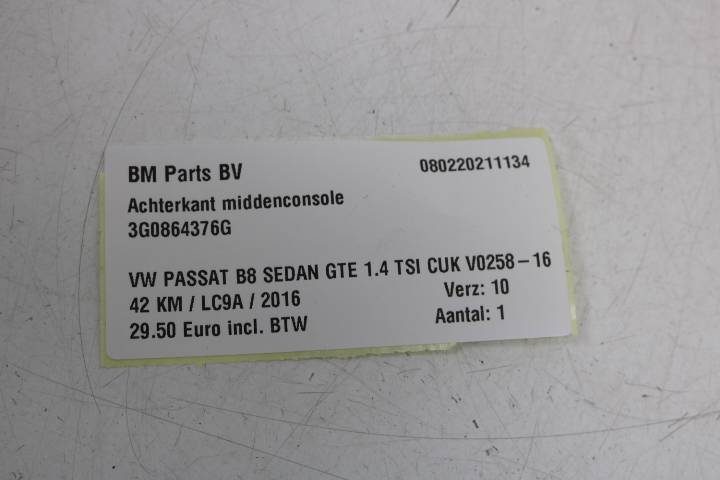 BM Parts BV 080220211134
Achterkant middenconsole
3G0864376G
VW PASSAT B8 SEDAN GTE 1.4 TSI CUK V0258-16
42 KM / LC9A / 2016 Verz: 10
29.50 Euro incl. BTW Aantal: 1